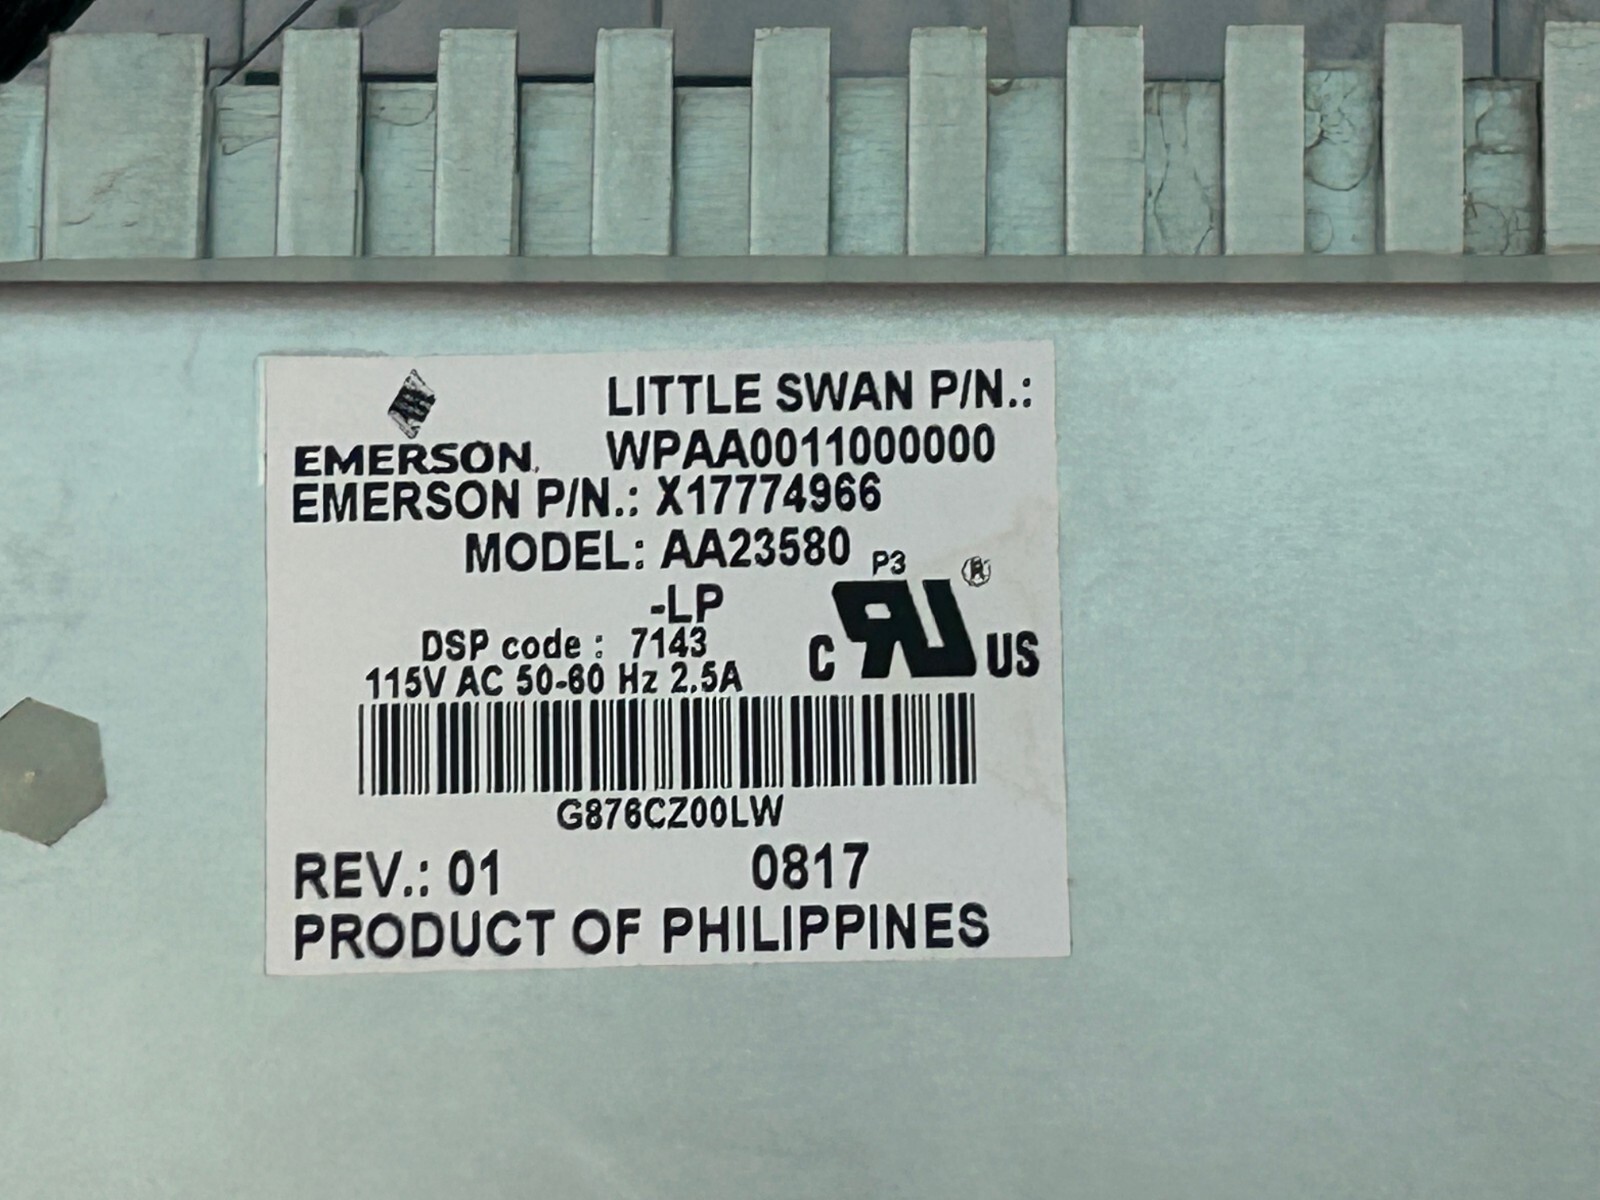 LITTLE SWAN P/N.:
EMERSON. WPAA0011000000
EMERSON P/N.: X17774966
MODEL: AA23580
P3 ®
-LP
C RU US
DSP code : 7143
115V AC 50-60 Hz 2.5A
G876CZ00LW
REV.: 01 0817
PRODUCT OF PHILIPPINES